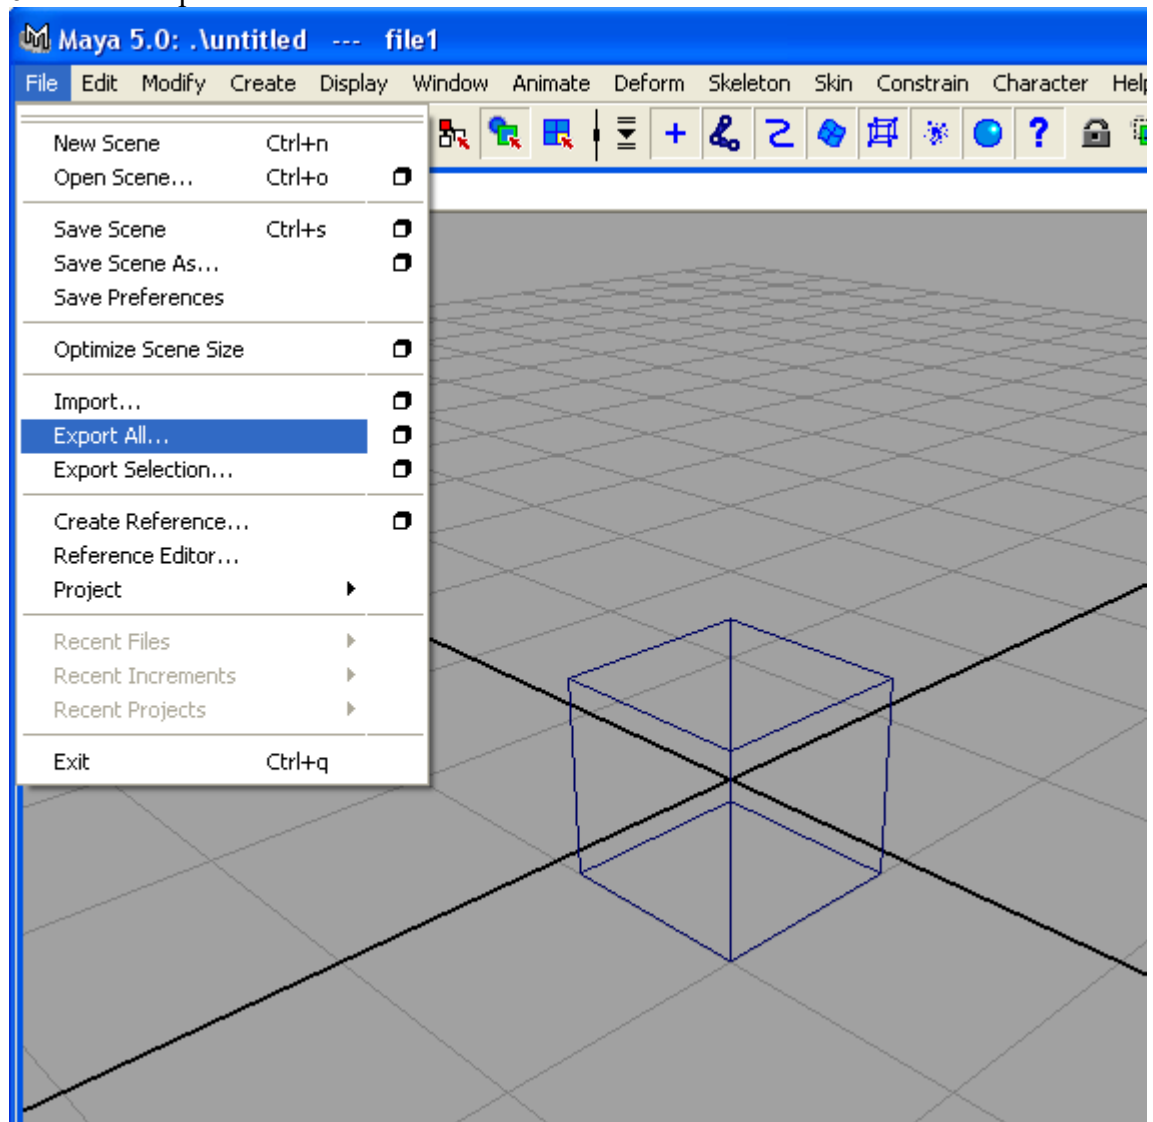 Maya 5.0: .\untitled --- file1
File Edit Modify Create Display Window Animate Deform Skeleton Skin Constrain Character Help
New Scene Ctrl+n
Open Scene... Ctrl+o
Save Scene Ctrl+s
Save Scene As...
Save Preferences
Optimize Scene Size
Import...
Export All...
Export Selection...
Create Reference...
Reference Editor...
Project
Recent Files
Recent Increments
Recent Projects
Exit Ctrl+q